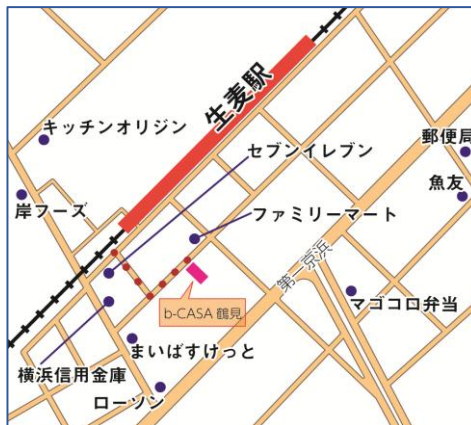 生麦駅
キッチンオリジン
セブンイレブン
郵便局
岸フーズ
ファミリーマート
魚友
第一京浜
b-CASA 鶴見
マゴコロ弁当
まいばすけっと
横浜信用金庫
ローソン